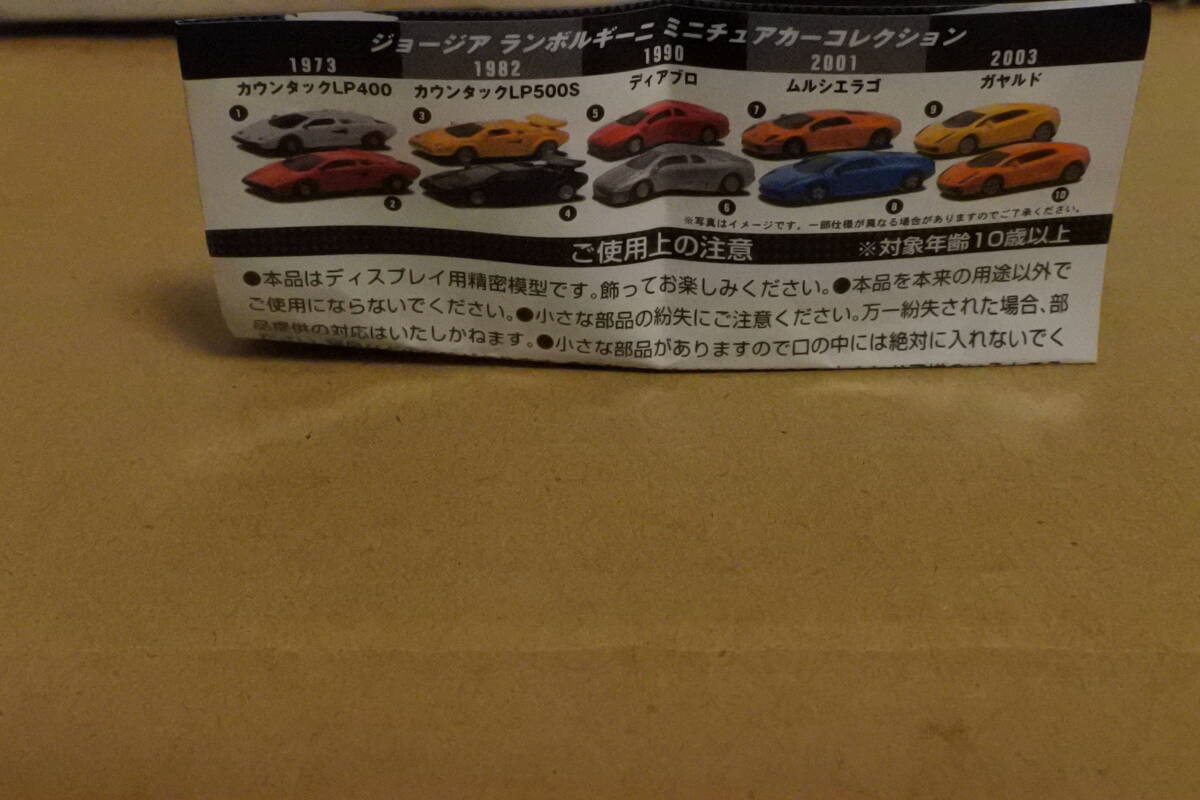 ジョージア ランボルギーニ ミニチュアカーコレクション
1973
カウンタックLP400
1982
カウンタックLP500S
1990
ディアブロ
2001
ムルシエラゴ
2003
ガヤルド
1
2
3
4
5
6
7
8
9
10
※写真はイメージです。一部仕様が異なる場合がありますのでご了承ください。
ご使用上の注意 ※対象年齢10歳以上
●本品はディスプレイ用精密模型です。飾ってお楽しみください。●本品を本来の用途以外で
ご使用にならないでください。●小さな部品の紛失にご注意ください。万一紛失された場合、部
品提供の対応はいたしかねます。●小さな部品がありますので口の中には絶対に入れないでく